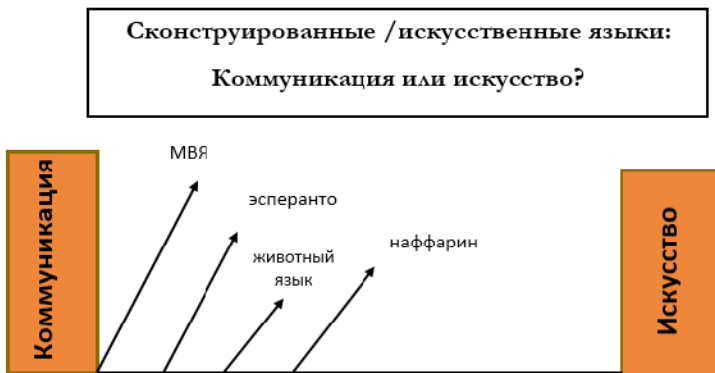 Сконструированные /искусственные языки:
Коммуникация или искусство?
МВЯ
эсперанто
животный
язык
наффарин
Коммуникация
Искусство